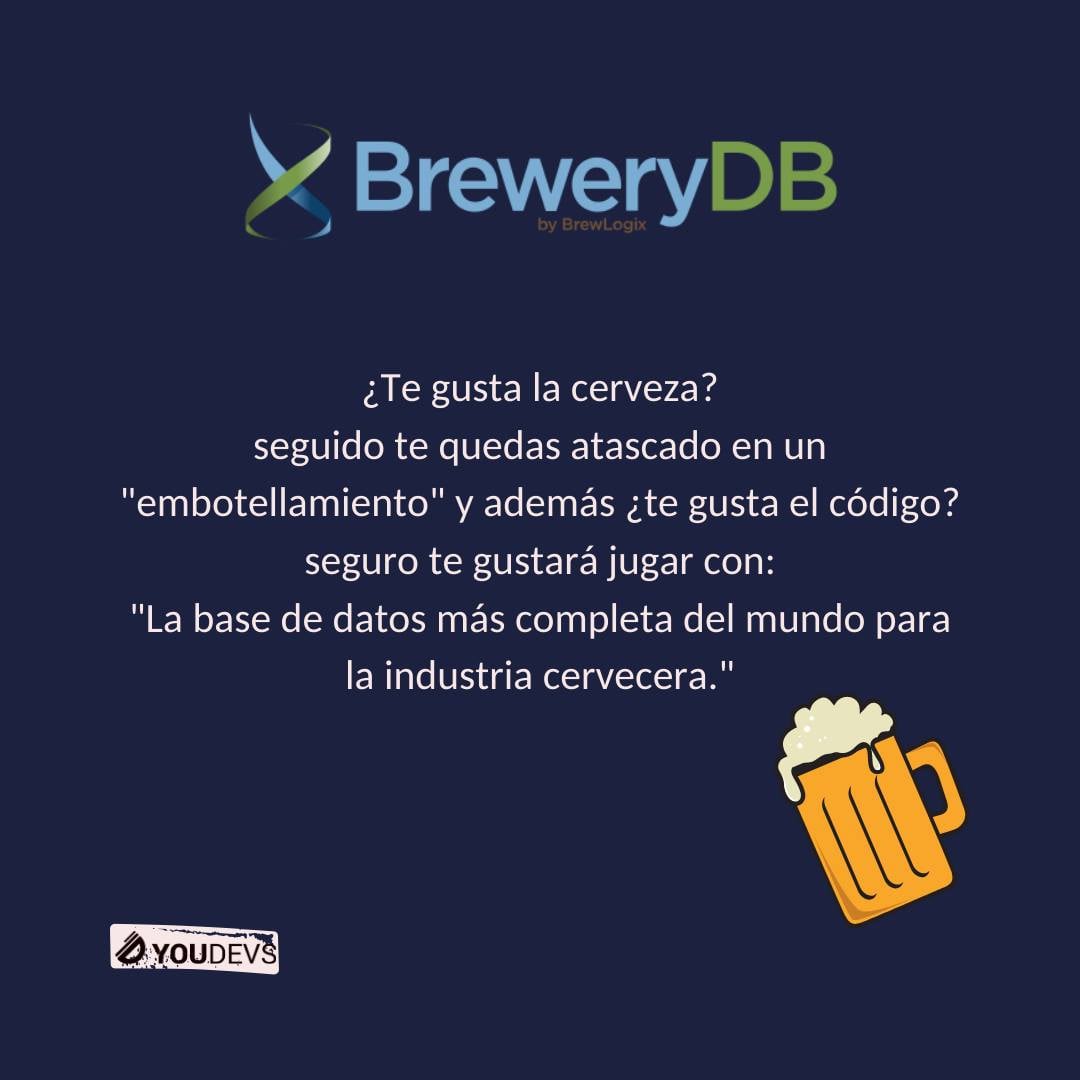 BreweryDB
by BrewLogix
¿Te gusta la cerveza?
seguido te quedas atascado en un
"embotellamiento" y además ¿te gusta el código?
seguro te gustará jugar con:
"La base de datos más completa del mundo para
la industria cervecera."
YOUDEVS